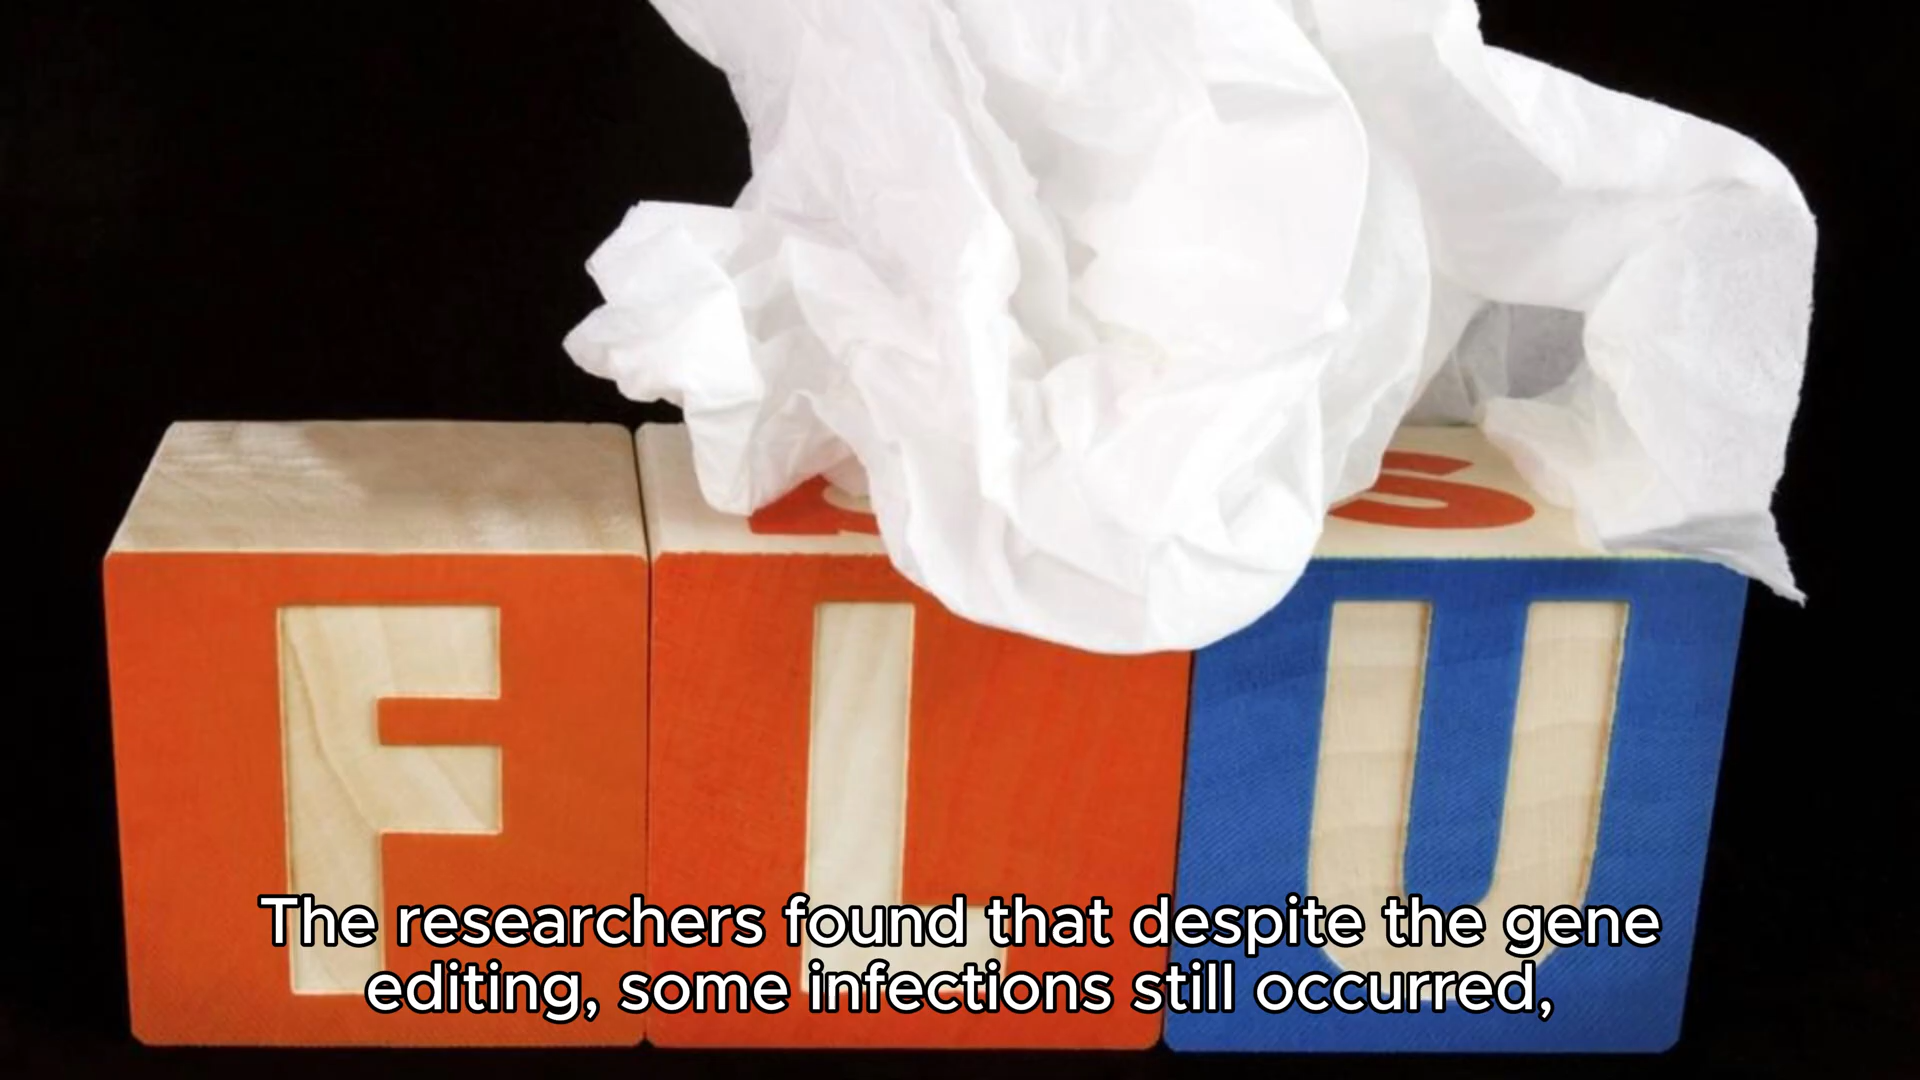 FLU
The researchers found that despite the gene
editing, some infections still occurred,